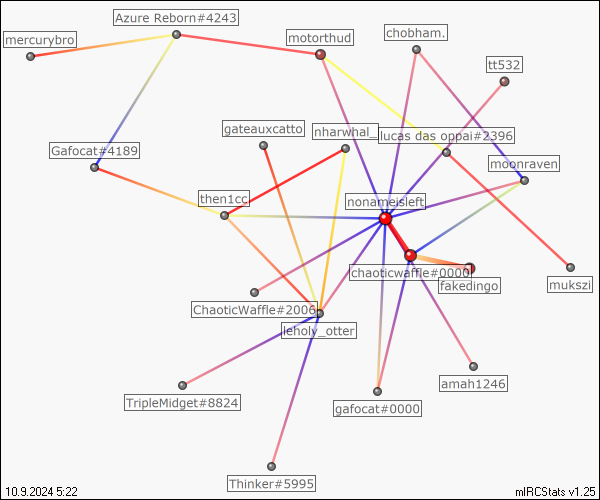 Azure Reborn#4243
mercurybro
motorthud
chobham.
tt532
gateauxcatto
nharwhal_
lucas das oppai#2396
Gafocat#4189
moonraven
then1cc
nonameisleft
chaoticwaffle#0000
fakedingo
mukszi
ChaoticWaffle#2006
leholy_otter
amah1246
TripleMidget#8824
gafocat#0000
Thinker#5995
10.9.2024 5:22
mIRCStats v1.25